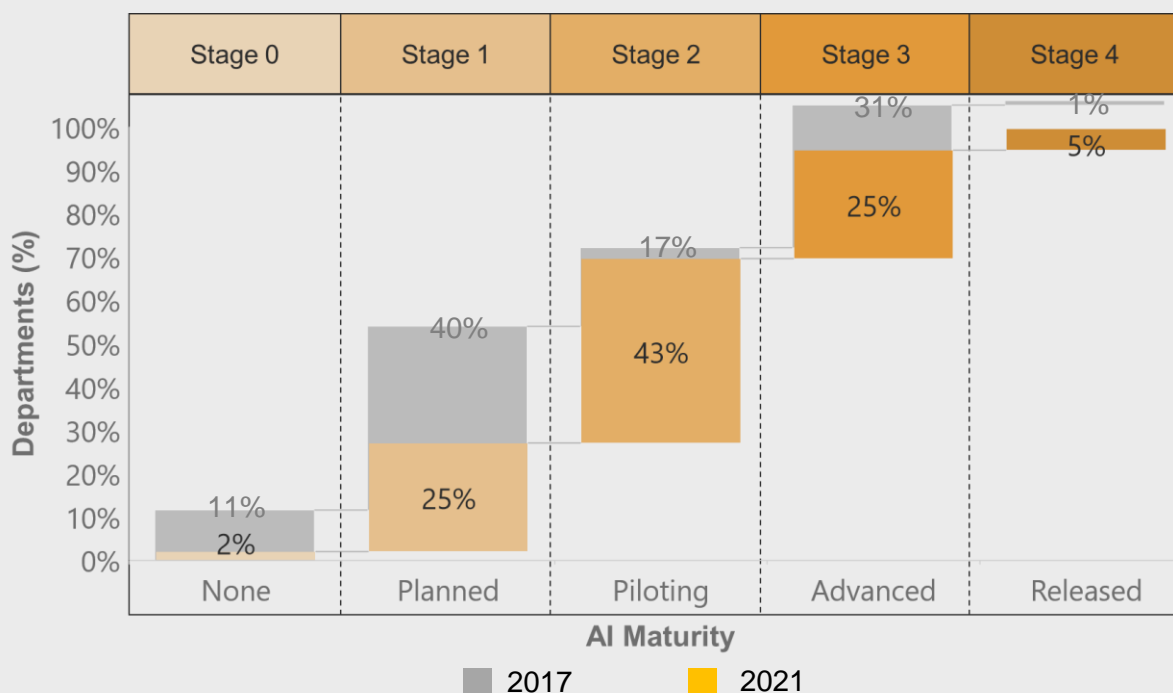 Stage 0 Stage 1 Stage 2 Stage 3 Stage 4
31% 1%
100%
5%
90%
80% 25%
70% 17%
60%
50% 40% 43%
40%
30%
20% 25%
10% 11%
2%
0%
None Planned Piloting Advanced Released
Departments (%)
AI Maturity
2017 2021